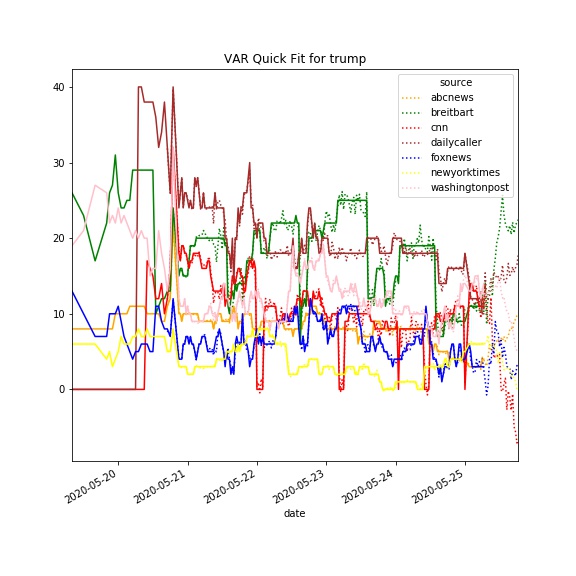 VAR Quick Fit for trump
source
abcnews
breitbart
cnn
dailycaller
foxnews
newyorktimes
washingtonpost
40
30
20
10
0
2020-05-20
2020-05-21
2020-05-22
2020-05-23
2020-05-24
2020-05-25
date